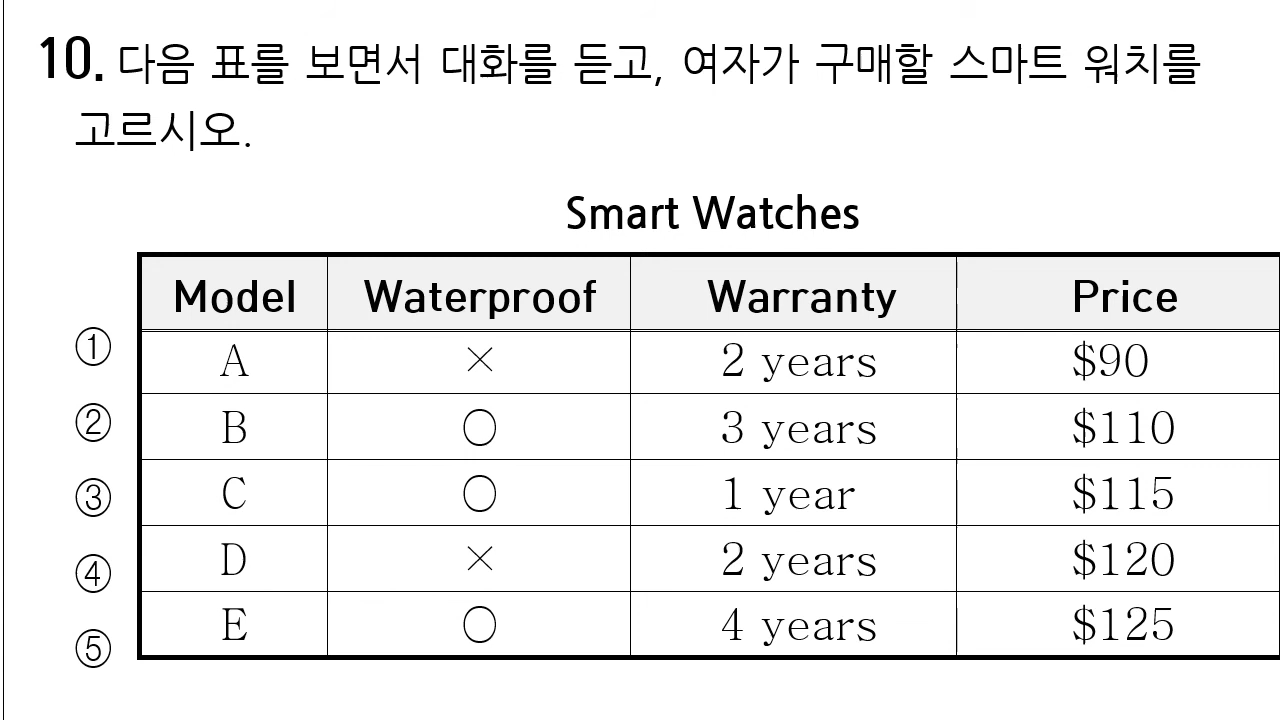 10. 다음 표를 보면서 대화를 듣고, 여자가 구매할 스마트 워치를
고르시오.
Smart Watches
Model Waterproof Warranty Price
① A × 2 years $90
② B ○ 3 years $110
③ C ○ 1 year $115
④ D × 2 years $120
⑤ E ○ 4 years $125